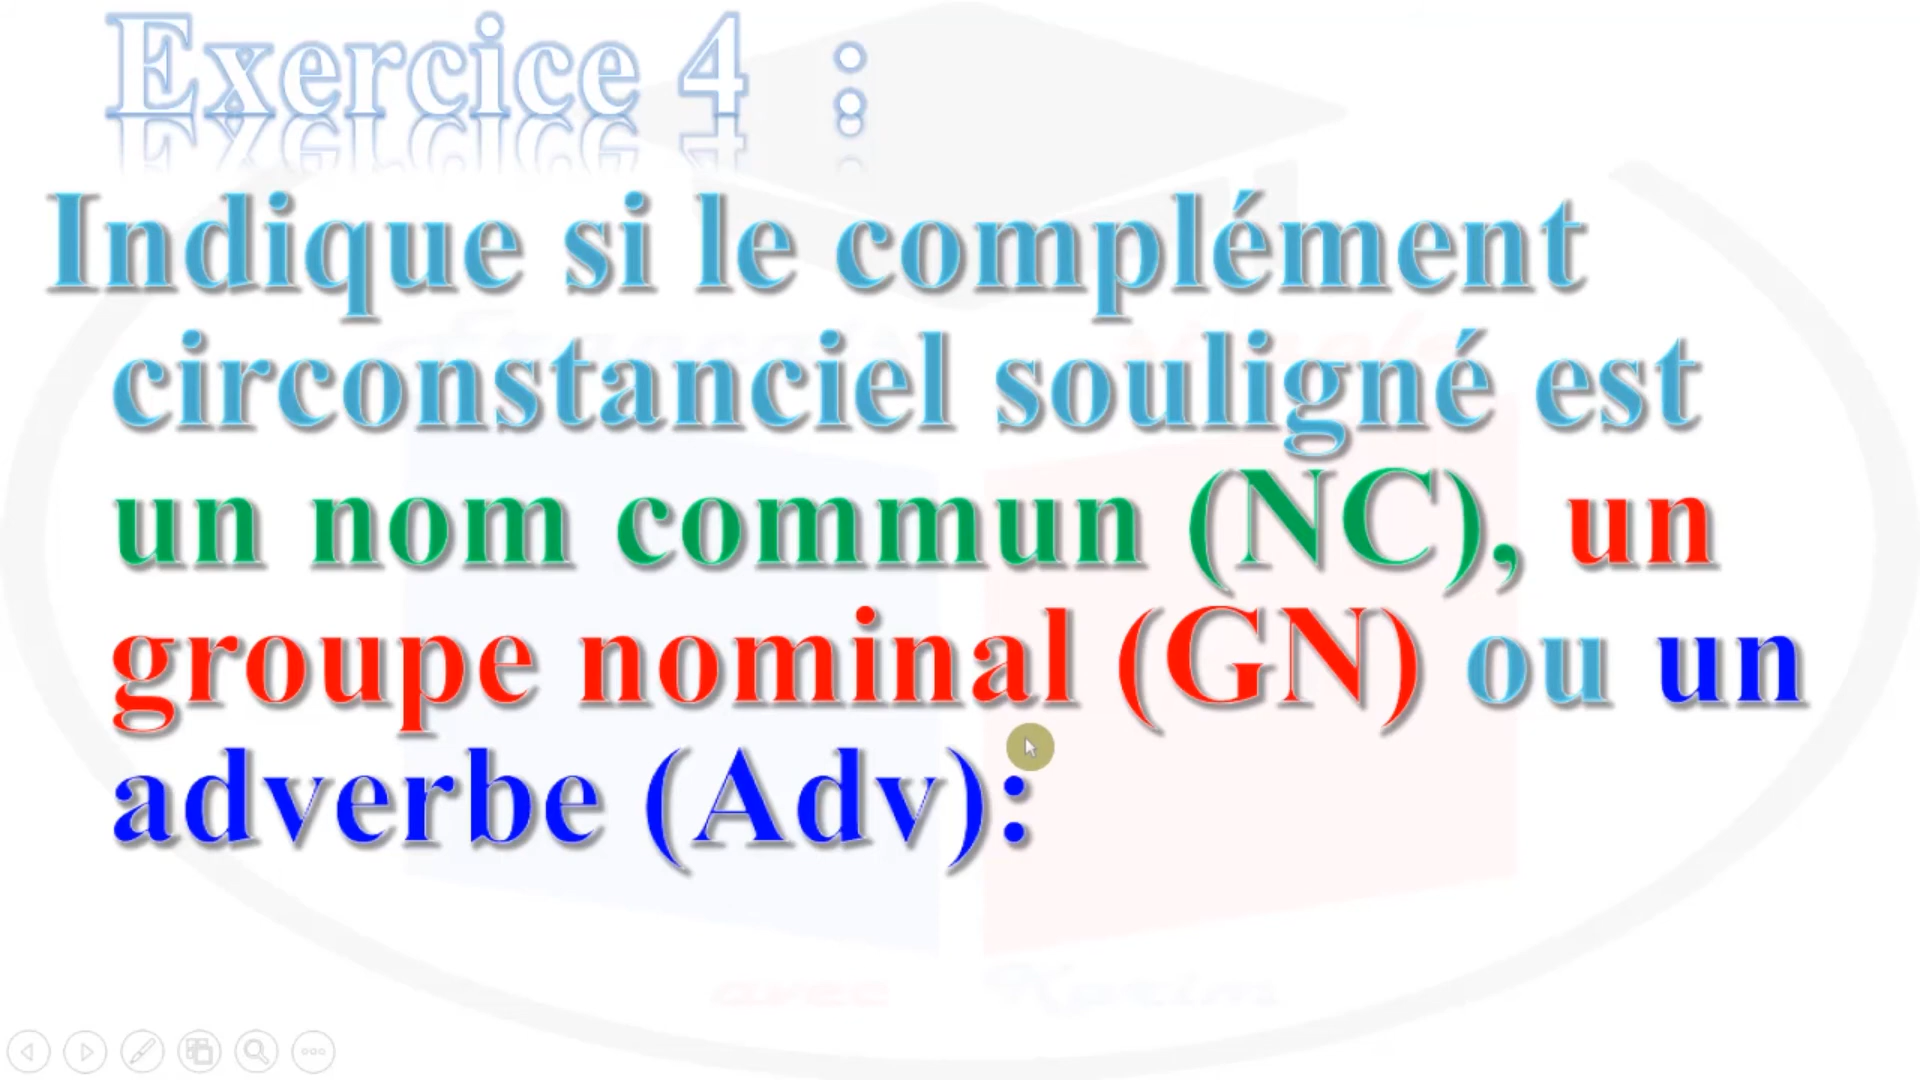 Exercice 4 :
Indique si le complément
circonstanciel souligné est
un nom commun (NC), un
groupe nominal (GN) ou un
adverbe (Adv):
avec